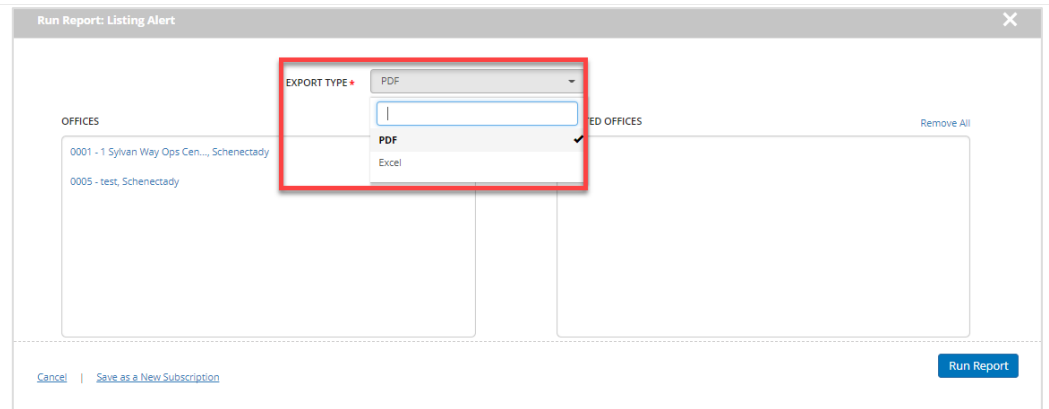 Run Report: Listing Alert
EXPORT TYPE * PDF
OFFICES
TED OFFICES
Remove All
PDF
Excel
0001 - 1 Sylvan Way Ops Cen..., Schenectady
0005 - test, Schenectady
Cancel | Save as a New Subscription
Run Report